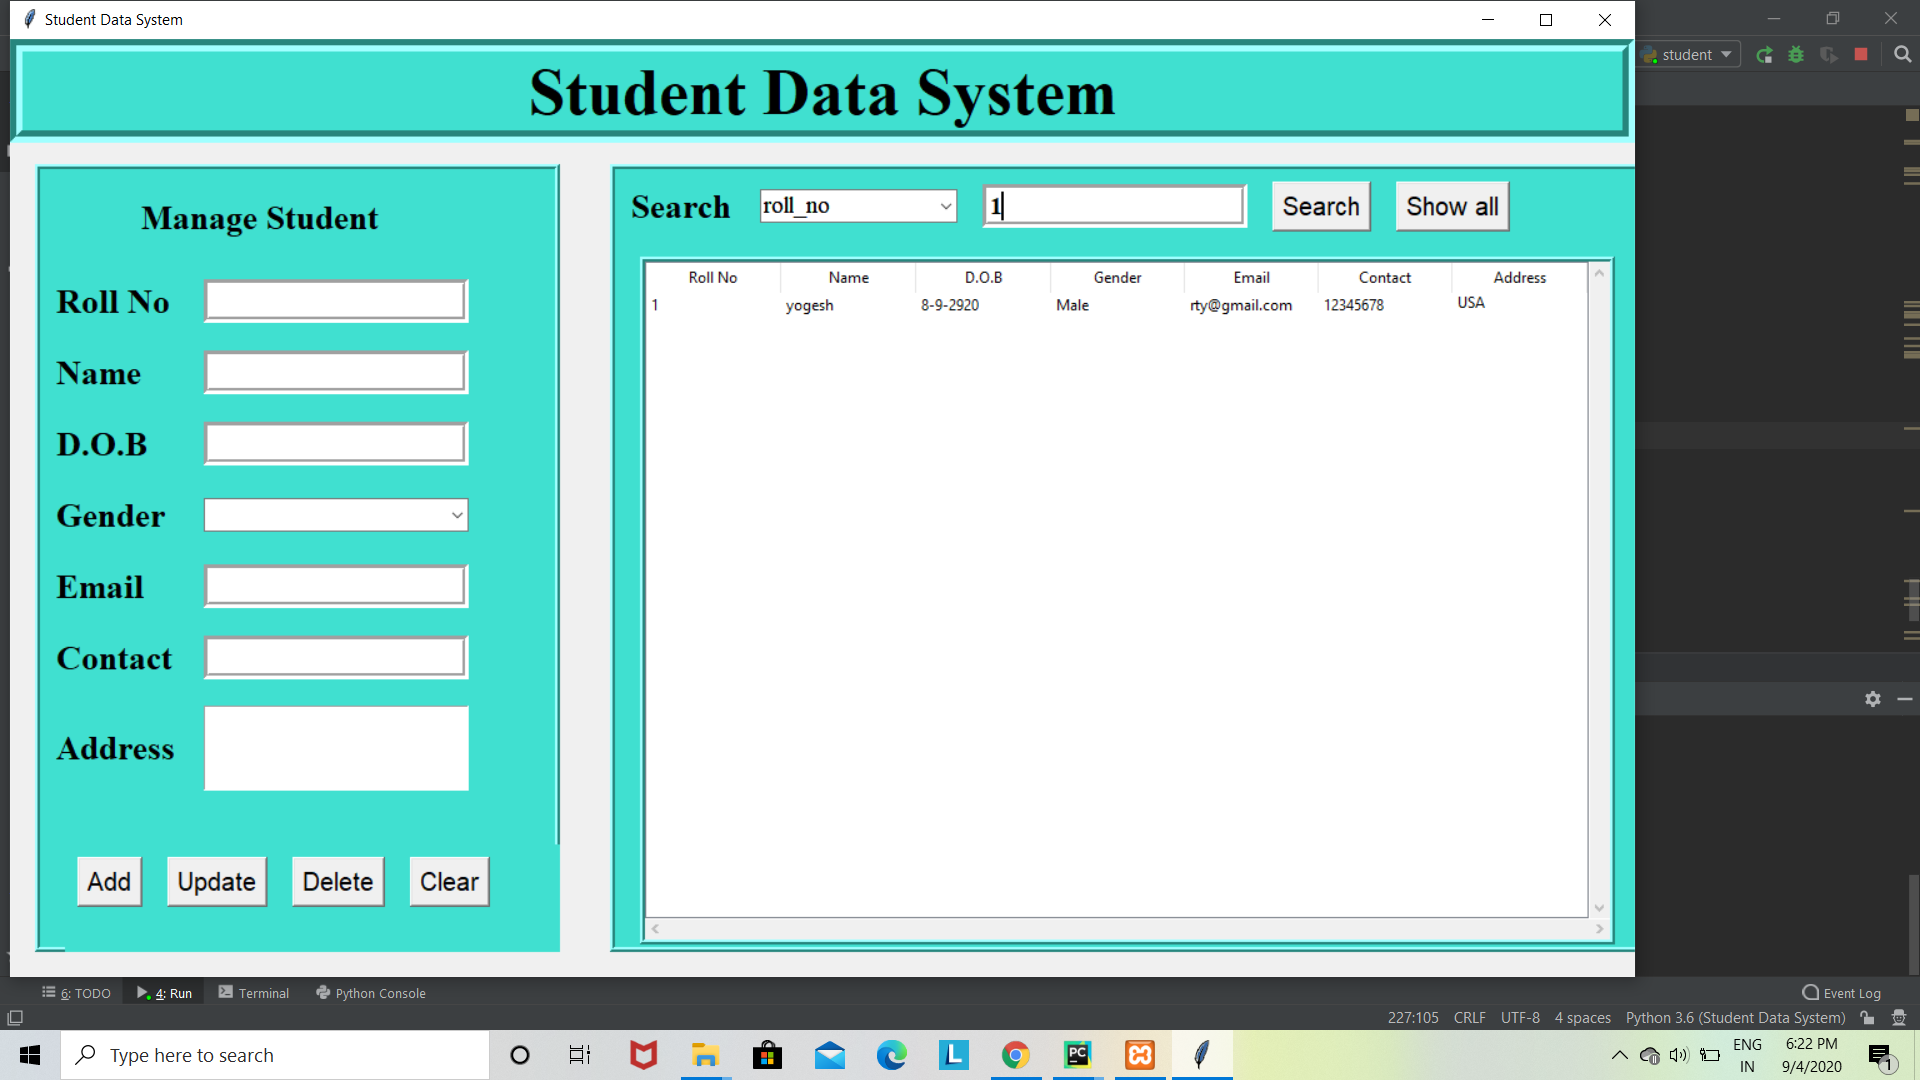 Student Data System
student
Student Data System
Manage Student
Roll No
Name
D.O.B
Gender
Email
Contact
Address
Add Update Delete Clear
Search roll_no 1 Search Show all
Roll No Name D.O.B Gender Email Contact Address
1 yogesh 8-9-2920 Male rty@gmail.com 12345678 USA
6: TODO 4: Run Terminal Python Console Event Log
227:105 CRLF UTF-8 4 spaces Python 3.6 (Student Data System)
Type here to search
L
PC
ENG
IN
6:22 PM
9/4/2020
1